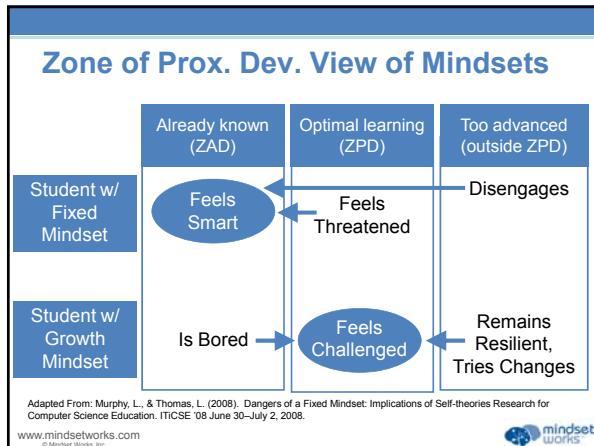 Zone of Prox. Dev. View of Mindsets
Already known
(ZAD)
Optimal learning
(ZPD)
Too advanced
(outside ZPD)
Student w/
Fixed
Mindset
Feels
Smart
Feels
Threatened
Disengages
Student w/
Growth
Mindset
Is Bored
Feels
Challenged
Remains
Resilient,
Tries Changes
Adapted From: Murphy, L., & Thomas, L. (2008). Dangers of a Fixed Mindset: Implications of Self-theories Research for
Computer Science Education. ITiCSE '08 June 30–July 2, 2008.
www.mindsetworks.com
© Mindset Works, Inc.
mindset
works